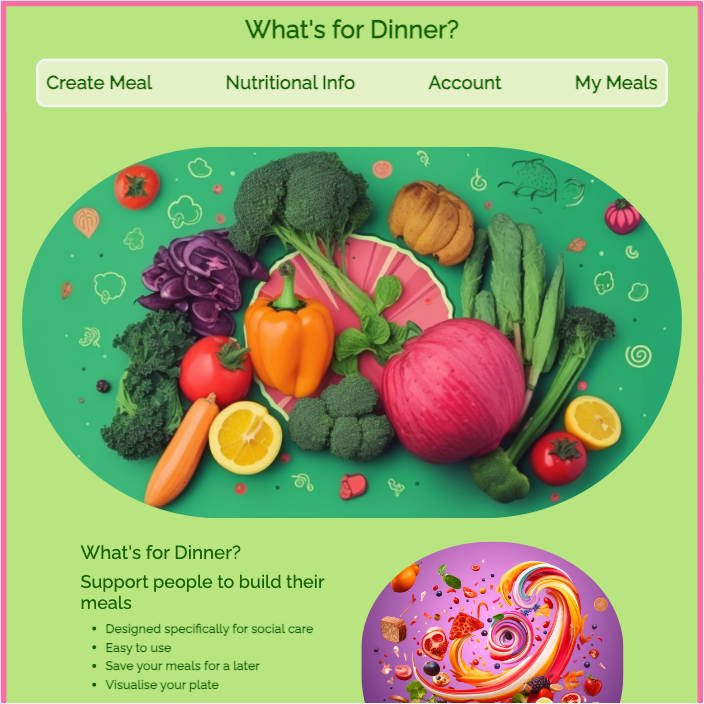 What's for Dinner?
Create Meal Nutritional Info Account My Meals
What's for Dinner?
Support people to build their
meals
Designed specifically for social care
Easy to use
Save your meals for a later
Visualise your plate